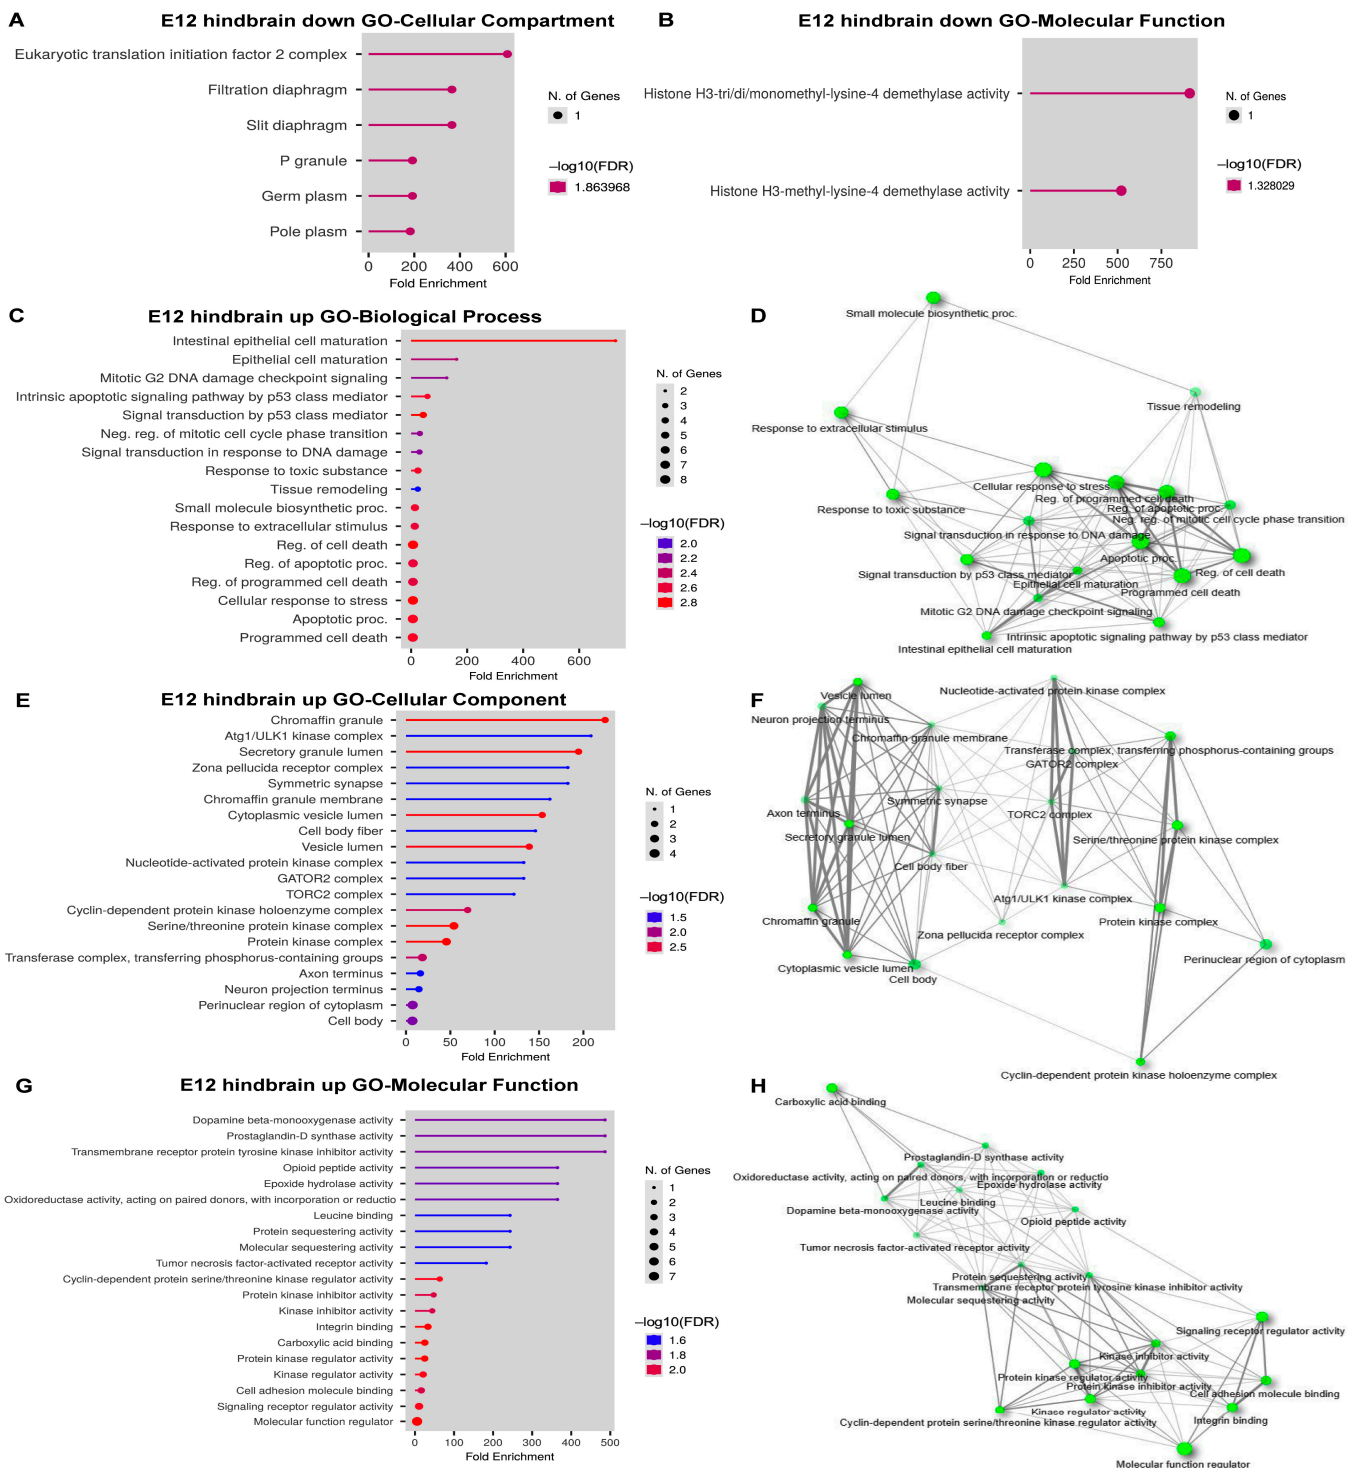 A
E12 hindbrain down GO-Cellular Compartment
Eukaryotic translation initiation factor 2 complex
Filtration diaphragm
Slit diaphragm
P granule
Germ plasm
Pole plasm
0 200 400 600
Fold Enrichment
N. of Genes
1
–log10(FDR)
1.863968
B
E12 hindbrain down GO-Molecular Function
Histone H3-tri/di/monomethyl-lysine-4 demethylase activity
Histone H3-methyl-lysine-4 demethylase activity
0 250 500 750
Fold Enrichment
N. of Genes
1
–log10(FDR)
1.328029
C
E12 hindbrain up GO-Biological Process
Intestinal epithelial cell maturation
Epithelial cell maturation
Mitotic G2 DNA damage checkpoint signaling
Intrinsic apoptotic signaling pathway by p53 class mediator
Signal transduction by p53 class mediator
Neg. reg. of mitotic cell cycle phase transition
Signal transduction in response to DNA damage
Response to toxic substance
Tissue remodeling
Small molecule biosynthetic proc.
Response to extracellular stimulus
Reg. of cell death
Reg. of apoptotic proc.
Reg. of programmed cell death
Cellular response to stress
Apoptotic proc.
Programmed cell death
0 200 400 600
Fold Enrichment
N. of Genes
2
3
4
5
6
7
8
–log10(FDR)
2.0
2.2
2.4
2.6
2.8
D
Small molecule biosynthetic proc.
Tissue remodeling
Response to extracellular stimulus
Cellular response to stress
Reg. of programmed cell death
Response to toxic substance
Reg. of apoptotic proc.
Neg. reg. of mitotic cell cycle phase transition
Signal transduction in response to DNA damage
Apoptotic proc.
Signal transduction by p53 class mediator
Reg. of cell death
Epithelial cell maturation
Programmed cell death
Mitotic G2 DNA damage checkpoint signaling
Intrinsic apoptotic signaling pathway by p53 class mediator
Intestinal epithelial cell maturation
E
E12 hindbrain up GO-Cellular Component
Chromaffin granule
Atg1/ULK1 kinase complex
Secretory granule lumen
Zona pellucida receptor complex
Symmetric synapse
Chromaffin granule membrane
Cytoplasmic vesicle lumen
Cell body fiber
Vesicle lumen
Nucleotide-activated protein kinase complex
GATOR2 complex
TORC2 complex
Cyclin-dependent protein kinase holoenzyme complex
Serine/threonine protein kinase complex
Protein kinase complex
Transferase complex, transferring phosphorus-containing groups
Axon terminus
Neuron projection terminus
Perinuclear region of cytoplasm
Cell body
0 50 100 150 200
Fold Enrichment
N. of Genes
1
2
3
4
–log10(FDR)
1.5
2.0
2.5
F
Nucleotide-activated protein kinase complex
Vesicle lumen
Neuron projection terminus
Chromaffin granule membrane
Transferase complex, transferring phosphorus-containing groups
GATOR2 complex
Symmetric synapse
Axon terminus
TORC2 complex
Secretory granule lumen
Serine/threonine protein kinase complex
Cell body fiber
Atg1/ULK1 kinase complex
Chromaffin granule
Protein kinase complex
Zona pellucida receptor complex
Perinuclear region of cytoplasm
Cytoplasmic vesicle lumen
Cell body
Cyclin-dependent protein kinase holoenzyme complex
G
E12 hindbrain up GO-Molecular Function
Dopamine beta-monooxygenase activity
Prostaglandin-D synthase activity
Transmembrane receptor protein tyrosine kinase inhibitor activity
Opioid peptide activity
Epoxide hydrolase activity
Oxidoreductase activity, acting on paired donors, with incorporation or reductio
Leucine binding
Protein sequestering activity
Molecular sequestering activity
Tumor necrosis factor-activated receptor activity
Cyclin-dependent protein serine/threonine kinase regulator activity
Protein kinase inhibitor activity
Kinase inhibitor activity
Integrin binding
Carboxylic acid binding
Protein kinase regulator activity
Kinase regulator activity
Cell adhesion molecule binding
Signaling receptor regulator activity
Molecular function regulator
0 100 200 300 400 500
Fold Enrichment
N. of Genes
1
2
3
4
5
6
7
–log10(FDR)
1.6
1.8
2.0
H
Carboxylic acid binding
Prostaglandin-D synthase activity
Oxidoreductase activity, acting on paired donors, with incorporation or reductio
Epoxide hydrolase activity
Leucine binding
Dopamine beta-monooxygenase activity
Opioid peptide activity
Tumor necrosis factor-activated receptor activity
Protein sequestering activity
Transmembrane receptor protein tyrosine kinase inhibitor activity
Molecular sequestering activity
Signaling receptor regulator activity
Kinase inhibitor activity
Protein kinase regulator activity
Protein kinase inhibitor activity
Cell adhesion molecule binding
Kinase regulator activity
Cyclin-dependent protein serine/threonine kinase regulator activity
Integrin binding
Molecular function regulator